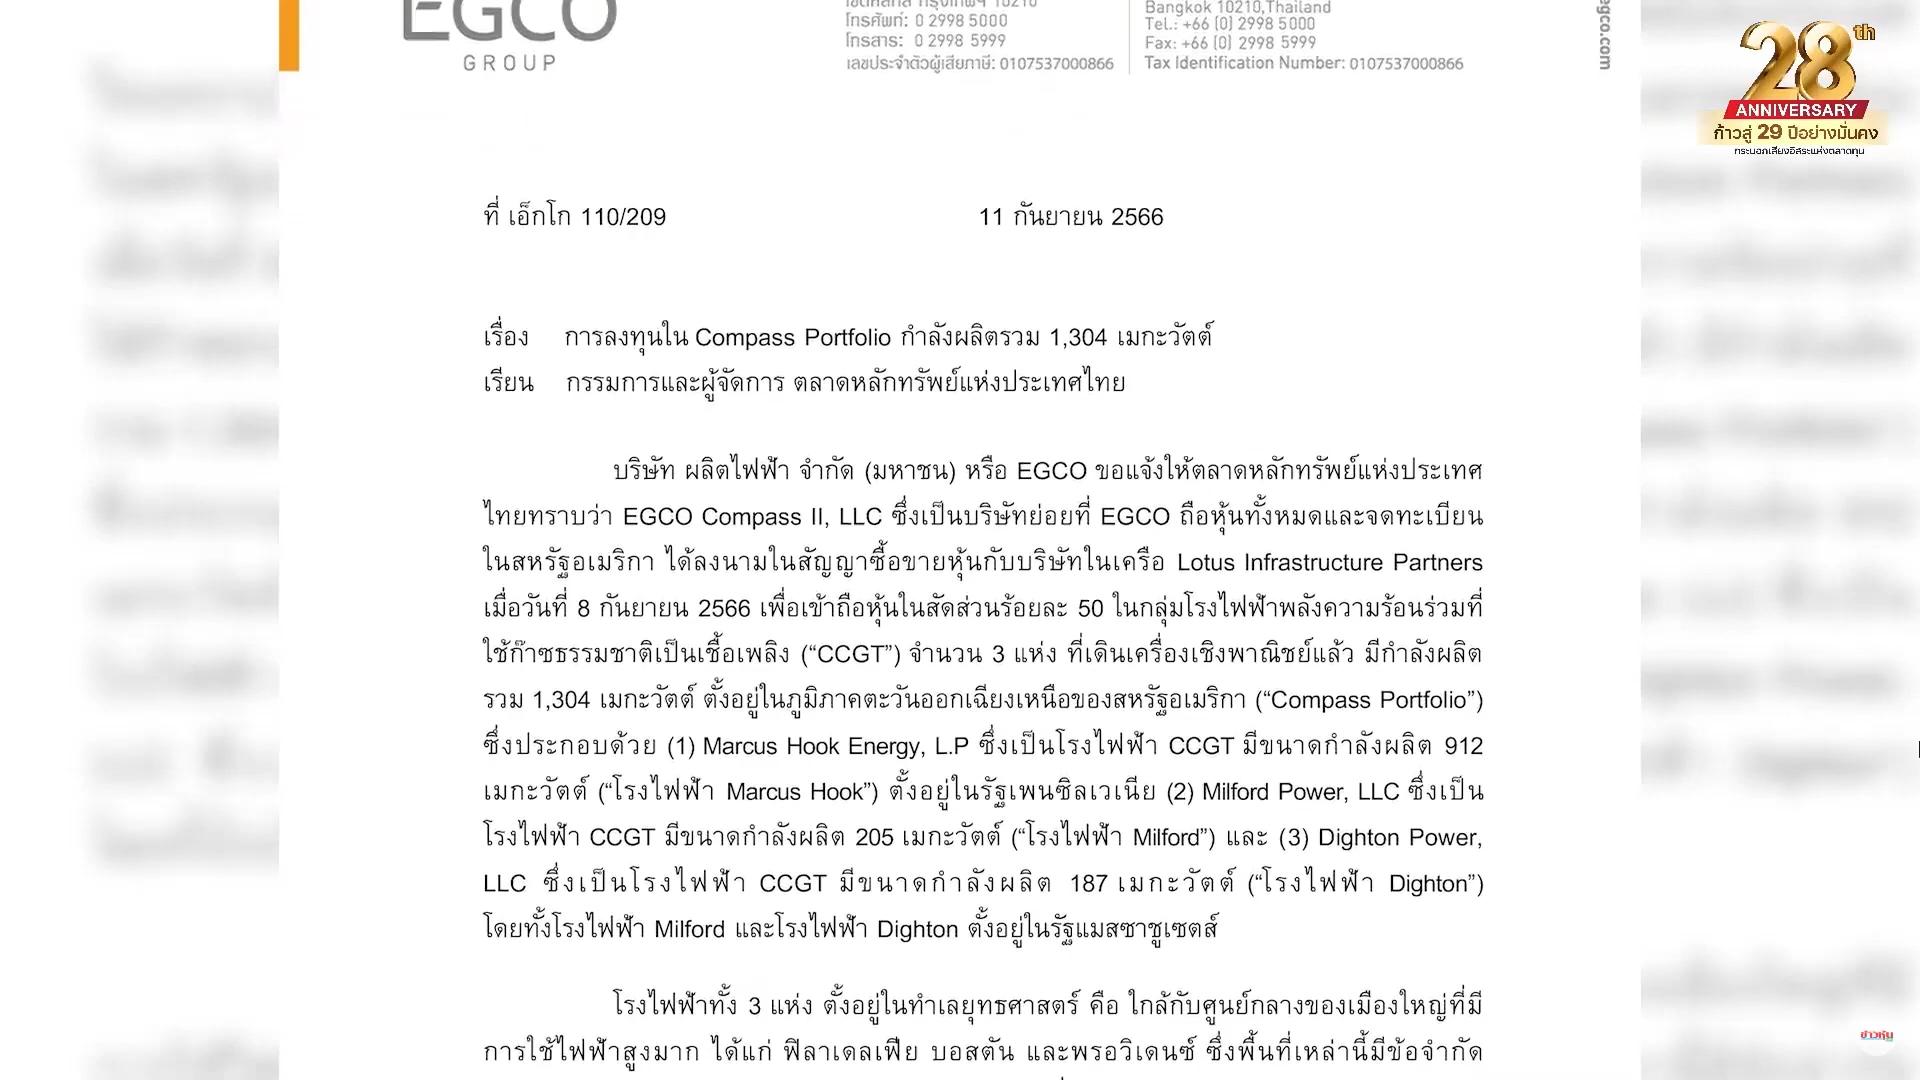 EGCO
GROUP
โทรศัพท์: 0 2998 5000
โทรสาร: 0 2998 5999
เลขประจำตัวผู้เสียภาษี: 0107537000866
Bangkok 10210,Thailand
Tel.: +66 (0) 2998 5000
Fax: +66 (0) 2998 5999
Tax Identification Number: 0107537000866
egco.com
28th
ANNIVERSARY
ก้าวสู่ 29 ปีอย่างมั่นคง
กระบอกเสียงอิสระแห่งตลาดทุน
ที่ เอ็กโก 110/209 11 กันยายน 2566
เรื่อง การลงทุนใน Compass Portfolio กำลังผลิตรวม 1,304 เมกะวัตต์
เรียน กรรมการและผู้จัดการ ตลาดหลักทรัพย์แห่งประเทศไทย
บริษัท ผลิตไฟฟ้า จำกัด (มหาชน) หรือ EGCO ขอแจ้งให้ตลาดหลักทรัพย์แห่งประเทศ
ไทยทราบว่า EGCO Compass II, LLC ซึ่งเป็นบริษัทย่อยที่ EGCO ถือหุ้นทั้งหมดและจดทะเบียน
ในสหรัฐอเมริกา ได้ลงนามในสัญญาซื้อขายหุ้นกับบริษัทในเครือ Lotus Infrastructure Partners
เมื่อวันที่ 8 กันยายน 2566 เพื่อเข้าถือหุ้นในสัดส่วนร้อยละ 50 ในกลุ่มโรงไฟฟ้าพลังความร้อนร่วมที่
ใช้ก๊าซธรรมชาติเป็นเชื้อเพลิง (“CCGT”) จำนวน 3 แห่ง ที่เดินเครื่องเชิงพาณิชย์แล้ว มีกำลังผลิต
รวม 1,304 เมกะวัตต์ ตั้งอยู่ในภูมิภาคตะวันออกเฉียงเหนือของสหรัฐอเมริกา (“Compass Portfolio”)
ซึ่งประกอบด้วย (1) Marcus Hook Energy, L.P ซึ่งเป็นโรงไฟฟ้า CCGT มีขนาดกำลังผลิต 912
เมกะวัตต์ (“โรงไฟฟ้า Marcus Hook”) ตั้งอยู่ในรัฐเพนซิลเวเนีย (2) Milford Power, LLC ซึ่งเป็น
โรงไฟฟ้า CCGT มีขนาดกำลังผลิต 205 เมกะวัตต์ (“โรงไฟฟ้า Milford”) และ (3) Dighton Power,
LLC ซึ่งเป็นโรงไฟฟ้า CCGT มีขนาดกำลังผลิต 187 เมกะวัตต์ (“โรงไฟฟ้า Dighton”)
โดยทั้งโรงไฟฟ้า Milford และโรงไฟฟ้า Dighton ตั้งอยู่ในรัฐแมสซาชูเซตส์
โรงไฟฟ้าทั้ง 3 แห่ง ตั้งอยู่ในทำเลยุทธศาสตร์ คือ ใกล้กับศูนย์กลางของเมืองใหญ่ที่มี
การใช้ไฟฟ้าสูงมาก ได้แก่ ฟิลาเดลเฟีย บอสตัน และพรอวิเดนซ์ ซึ่งพื้นที่เหล่านี้มีข้อจำกัด
ข่าวหุ้น